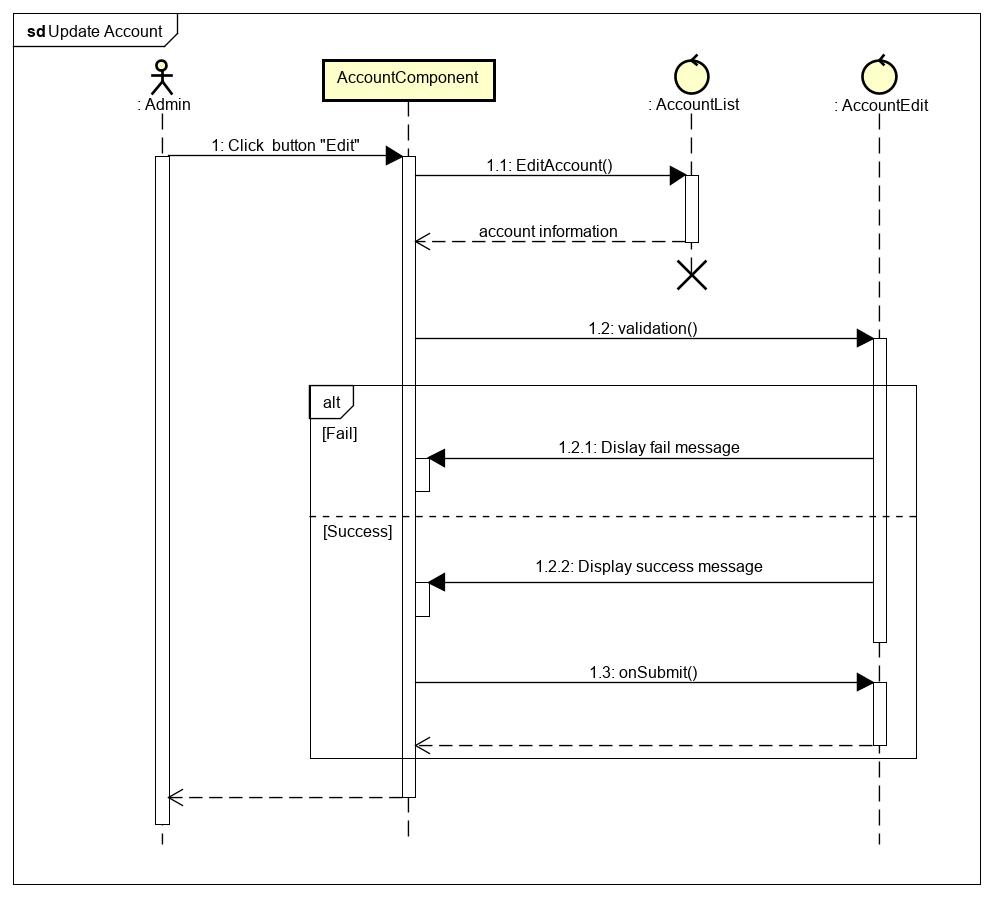 sd Update Account
: Admin
AccountComponent
: AccountList
: AccountEdit
1: Click  button "Edit"
1.1: EditAccount()
account information
1.2: validation()
alt
[Fail]
1.2.1: Dislay fail message
[Success]
1.2.2: Display success message
1.3: onSubmit()